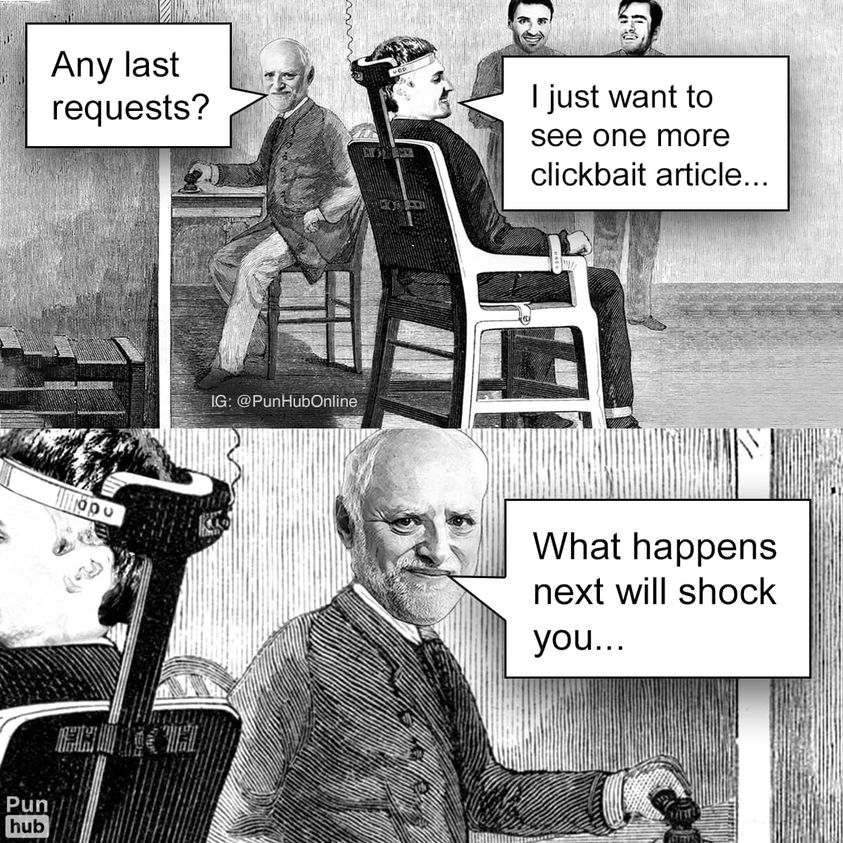 Any last
requests?
I just want to
see one more
clickbait article...
IG: @PunHubOnline
What happens
next will shock
you...
Pun
hub